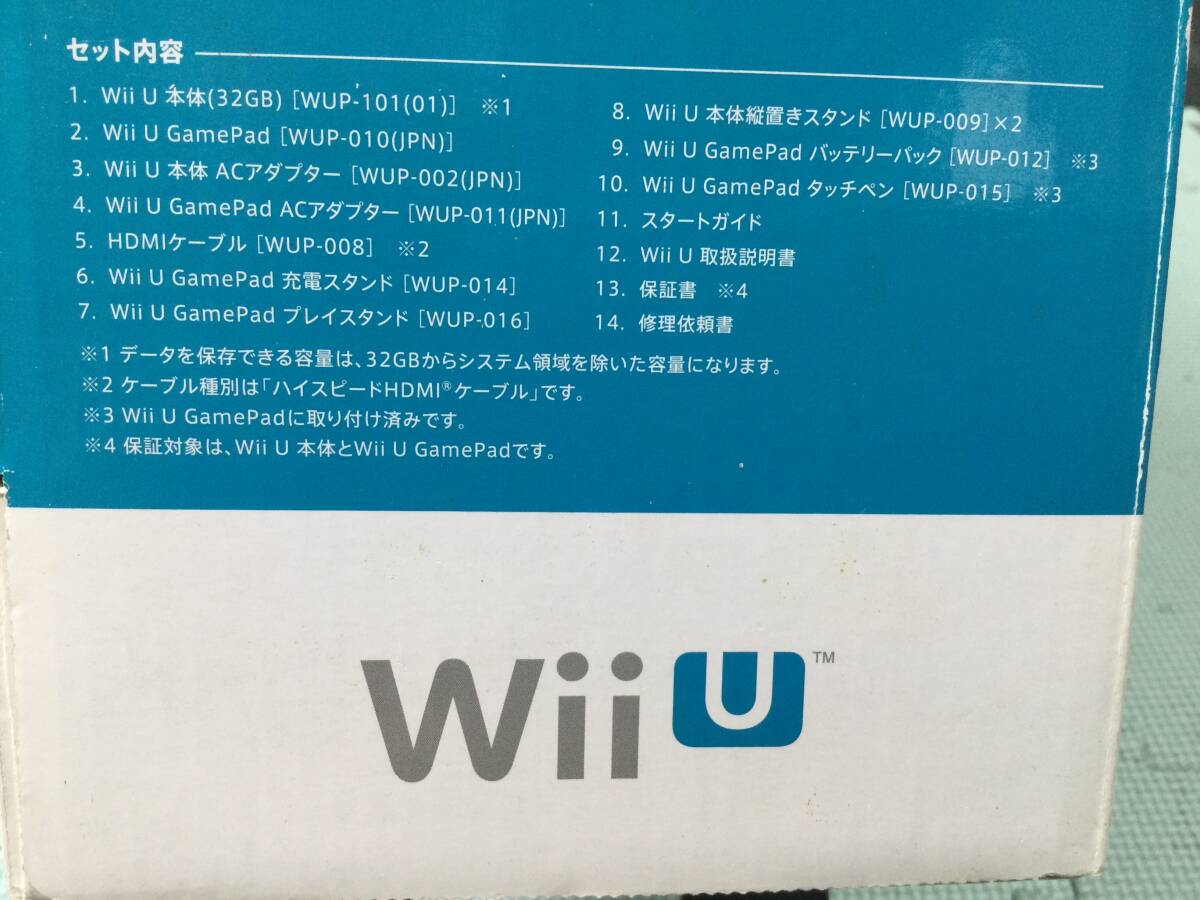 セット内容
1. Wii U 本体(32GB) [WUP-101(01)] ※1
2. Wii U GamePad [WUP-010(JPN)]
3. Wii U 本体 ACアダプター [WUP-002(JPN)]
4. Wii U GamePad ACアダプター [WUP-011(JPN)]
5. HDMIケーブル [WUP-008] ※2
6. Wii U GamePad 充電スタンド [WUP-014]
7. Wii U GamePad プレイスタンド [WUP-016]
8. Wii U 本体縦置きスタンド [WUP-009]×2
9. Wii U GamePad バッテリーパック [WUP-012] ※3
10. Wii U GamePad タッチペン [WUP-015] ※3
11. スタートガイド
12. Wii U 取扱説明書
13. 保証書 ※4
14. 修理依頼書
※1 データを保存できる容量は、32GBからシステム領域を除いた容量になります。
※2 ケーブル種別は「ハイスピードHDMI®ケーブル」です。
※3 Wii U GamePadに取り付け済みです。
※4 保証対象は、Wii U 本体とWii U GamePadです。
Wii U™